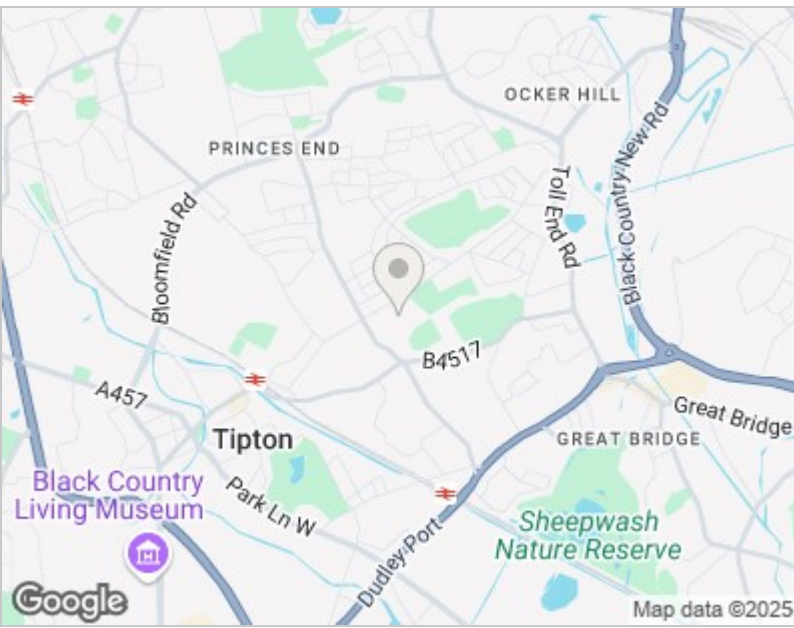 OCKER HILL
PRINCES END
Black Country New Rd
Toll End Rd
Bloomfield Rd
B4517
A457
Great Bridge
Tipton
GREAT BRIDGE
Black Country
Living Museum
Park Ln W
Sheepwash
Nature Reserve
Dudley Port
Google
Map data ©2025